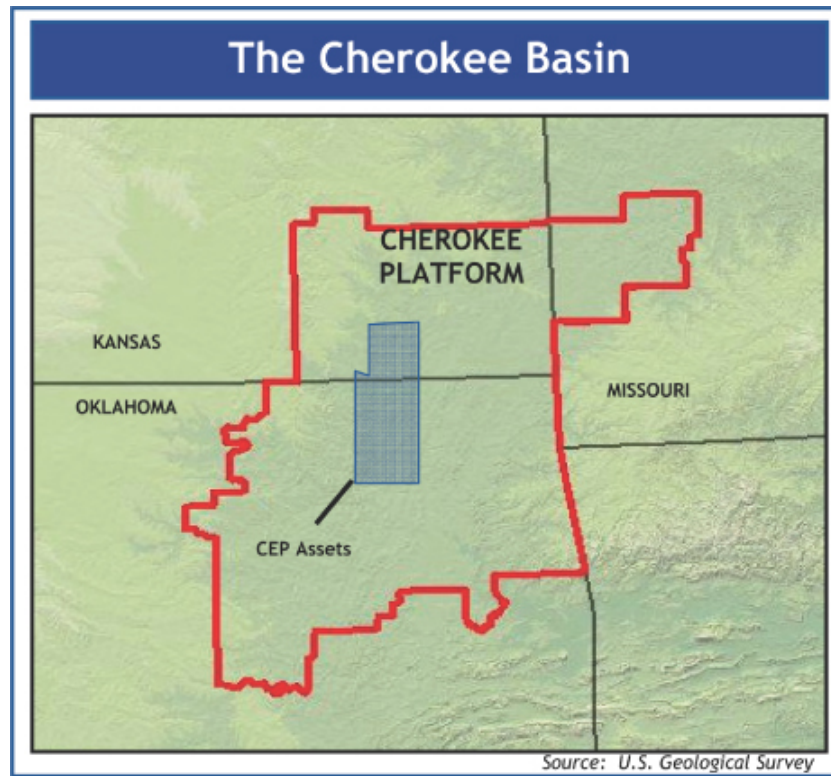 The Cherokee Basin
CHEROKEE
PLATFORM
KANSAS
OKLAHOMA
MISSOURI
CEP Assets
Source: U.S. Geological Survey